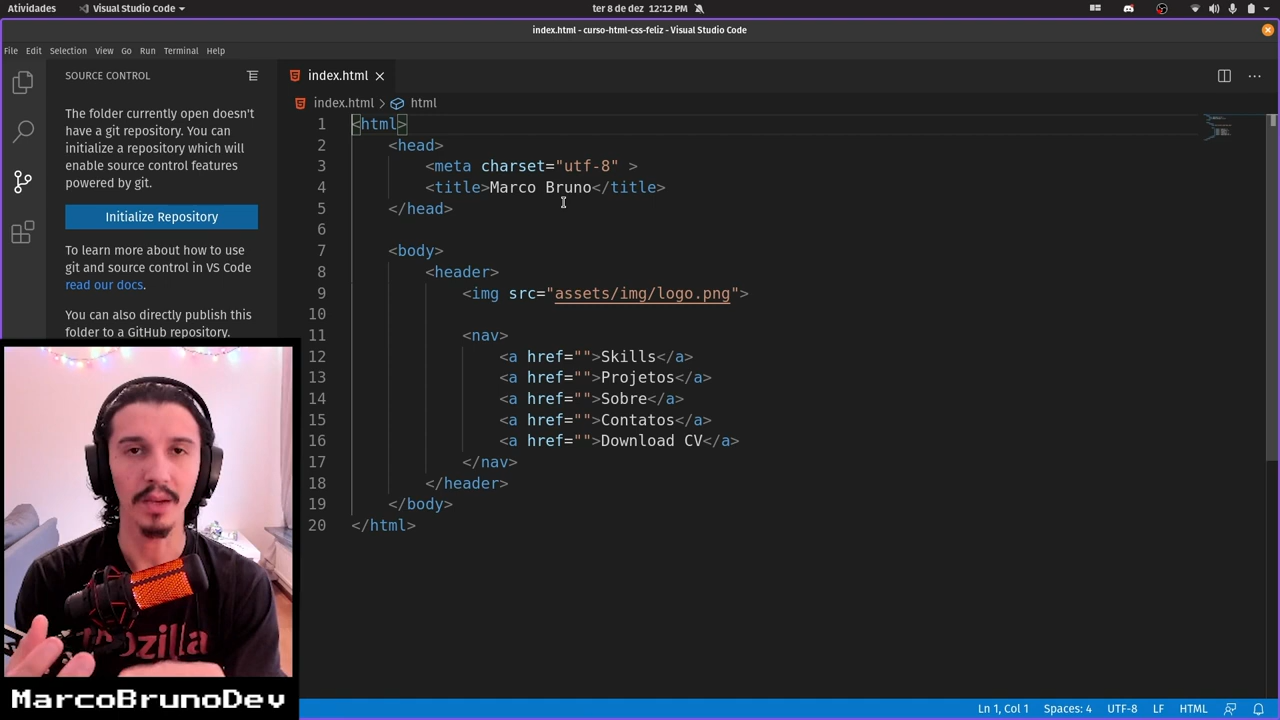 Atividades
Visual Studio Code
ter 8 de dez 12:12 PM
index.html - curso-html-css-feliz - Visual Studio Code
File Edit Selection View Go Run Terminal Help
SOURCE CONTROL
The folder currently open doesn't
have a git repository. You can
initialize a repository which will
enable source control features
powered by git.
Initialize Repository
To learn more about how to use
git and source control in VS Code
read our docs.
You can also directly publish this
folder to a GitHub repository.
index.html
index.html > html
1 <html>
2 <head>
3 <meta charset="utf-8" >
4 <title>Marco Bruno</title>
5 </head>
6
7 <body>
8 <header>
9 <img src="assets/img/logo.png">
10
11 <nav>
12 <a href="">Skills</a>
13 <a href="">Projetos</a>
14 <a href="">Sobre</a>
15 <a href="">Contatos</a>
16 <a href="">Download CV</a>
17 </nav>
18 </header>
19 </body>
20 </html>
mozilla
MarcoBrunoDev
Ln 1, Col 1 Spaces: 4 UTF-8 LF HTML